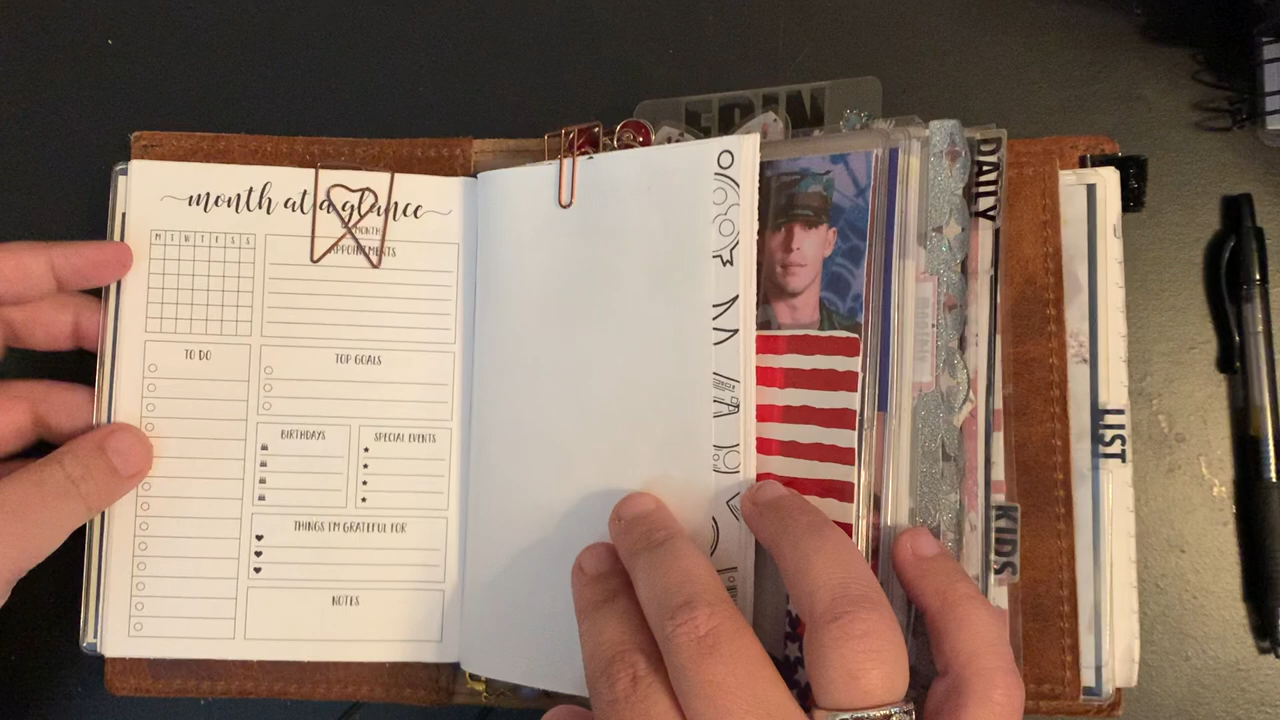 ERIN
month at a glance
MONTH
M T W T F S S
APPOINTMENTS
TO DO
TOP GOALS
BIRTHDAYS
SPECIAL EVENTS
THINGS I'M GRATEFUL FOR
NOTES
DAILY
LIST
KIDS